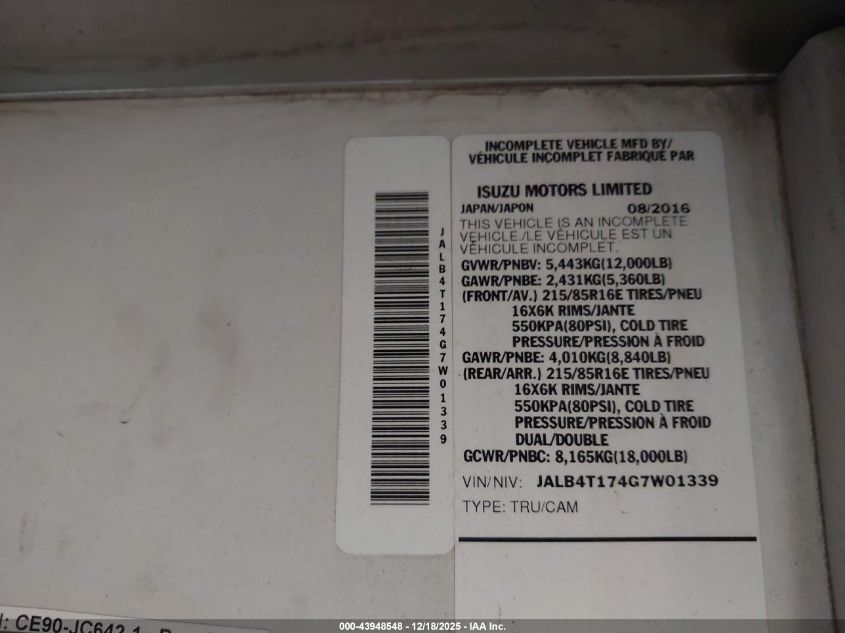 INCOMPLETE VEHICLE MFD BY/
VÉHICULE INCOMPLET FABRIQUÉ PAR
ISUZU MOTORS LIMITED
JAPAN/JAPON 08/2016
THIS VEHICLE IS AN INCOMPLETE
VEHICLE./LE VÉHICULE EST UN
VÉHICULE INCOMPLET.
GVWR/PNBV: 5,443KG(12,000LB)
GAWR/PNBE: 2,431KG(5,360LB)
(FRONT/AV.) 215/85R16E TIRES/PNEU
16X6K RIMS/JANTE
550KPA(80PSI), COLD TIRE
PRESSURE/PRESSION À FROID
GAWR/PNBE: 4,010KG(8,840LB)
(REAR/ARR.) 215/85R16E TIRES/PNEU
16X6K RIMS/JANTE
550KPA(80PSI), COLD TIRE
PRESSURE/PRESSION À FROID
DUAL/DOUBLE
GCWR/PNBC: 8,165KG(18,000LB)
VIN/NIV: JALB4T174G7W01339
TYPE: TRU/CAM
JALB4T174G7W01339
000-43948548 - 12/18/2025 - IAA Inc.